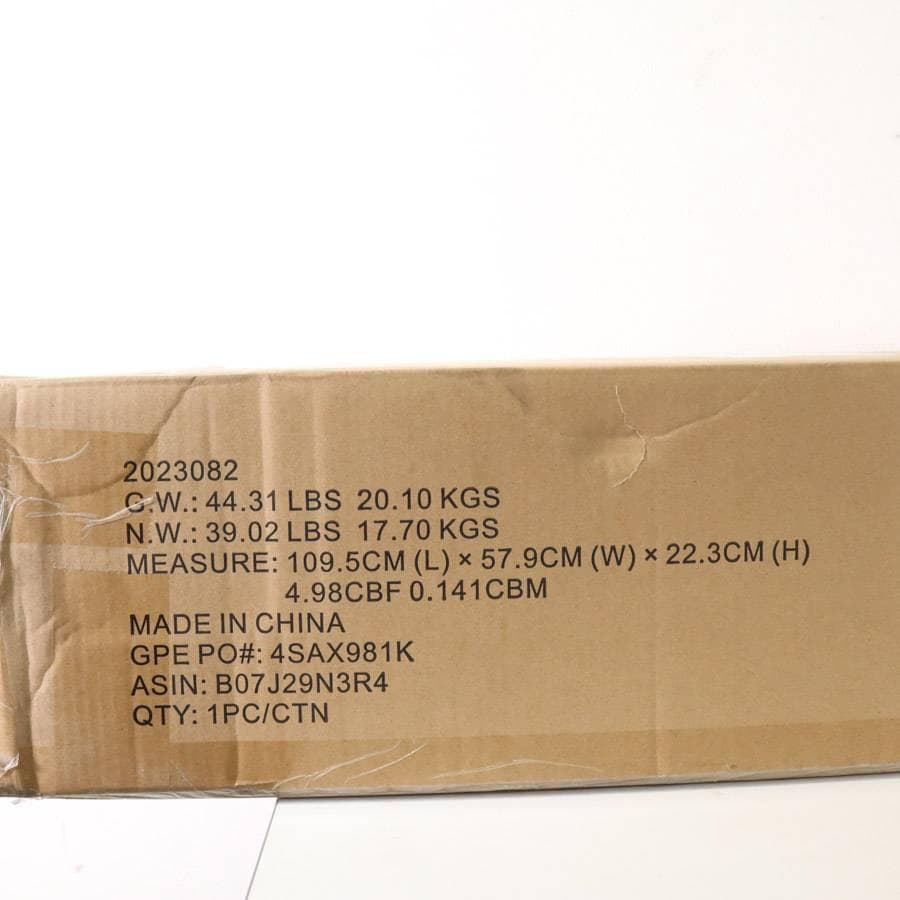 2023082
G.W.: 44.31 LBS 20.10 KGS
N.W.: 39.02 LBS 17.70 KGS
MEASURE: 109.5CM (L) × 57.9CM (W) × 22.3CM (H)
4.98CBF 0.141CBM
MADE IN CHINA
GPE PO#: 4SAX981K
ASIN: B07J29N3R4
QTY: 1PC/CTN